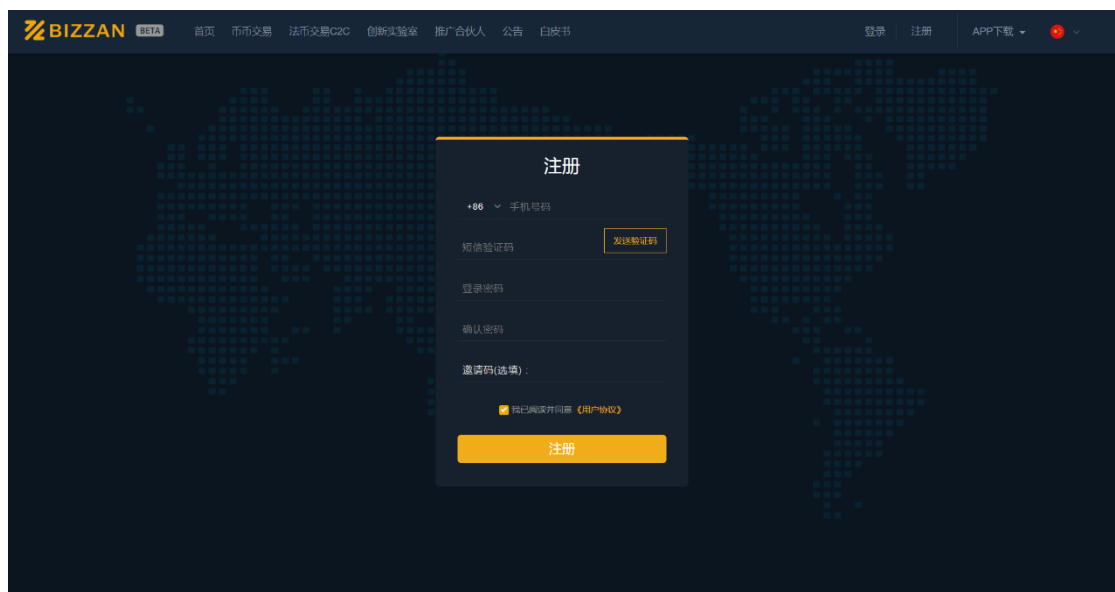 BIZZAN BETA 首页 币币交易 法币交易C2C 创新实验室 推广合伙人 公告 白皮书 登录 注册 APP下载
注册
+86 手机号码
短信验证码 发送验证码
登录密码
确认密码
邀请码(选填)：
我已阅读并同意《用户协议》
注册